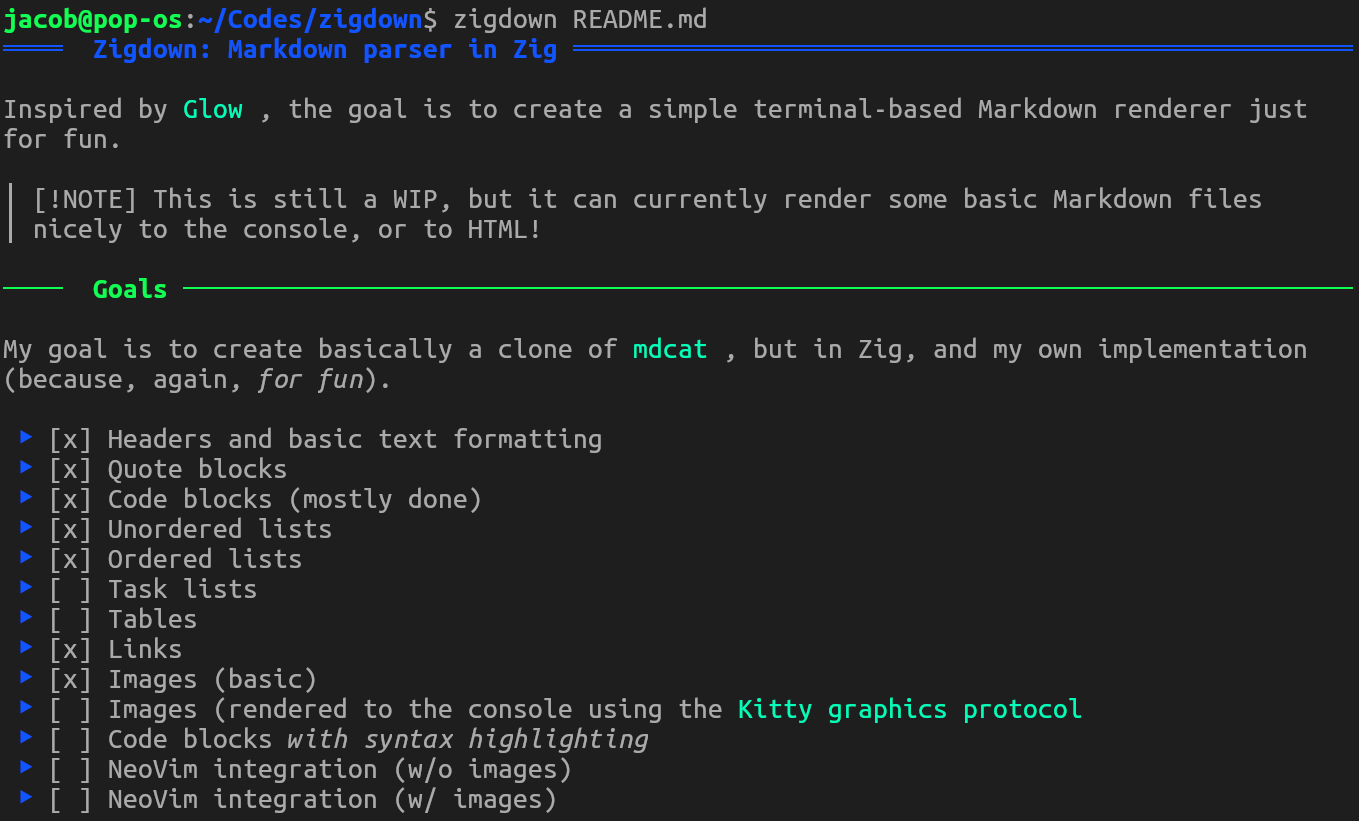 jacob@pop-os:~/Codes/zigdown$ zigdown README.md
Zigdown: Markdown parser in Zig
Inspired by Glow , the goal is to create a simple terminal-based Markdown renderer just
for fun.
[!NOTE] This is still a WIP, but it can currently render some basic Markdown files
nicely to the console, or to HTML!
Goals
My goal is to create basically a clone of mdcat , but in Zig, and my own implementation
(because, again, for fun).
[x] Headers and basic text formatting
[x] Quote blocks
[x] Code blocks (mostly done)
[x] Unordered lists
[x] Ordered lists
[ ] Task lists
[ ] Tables
[x] Links
[x] Images (basic)
[ ] Images (rendered to the console using the Kitty graphics protocol
[ ] Code blocks with syntax highlighting
[ ] NeoVim integration (w/o images)
[ ] NeoVim integration (w/ images)